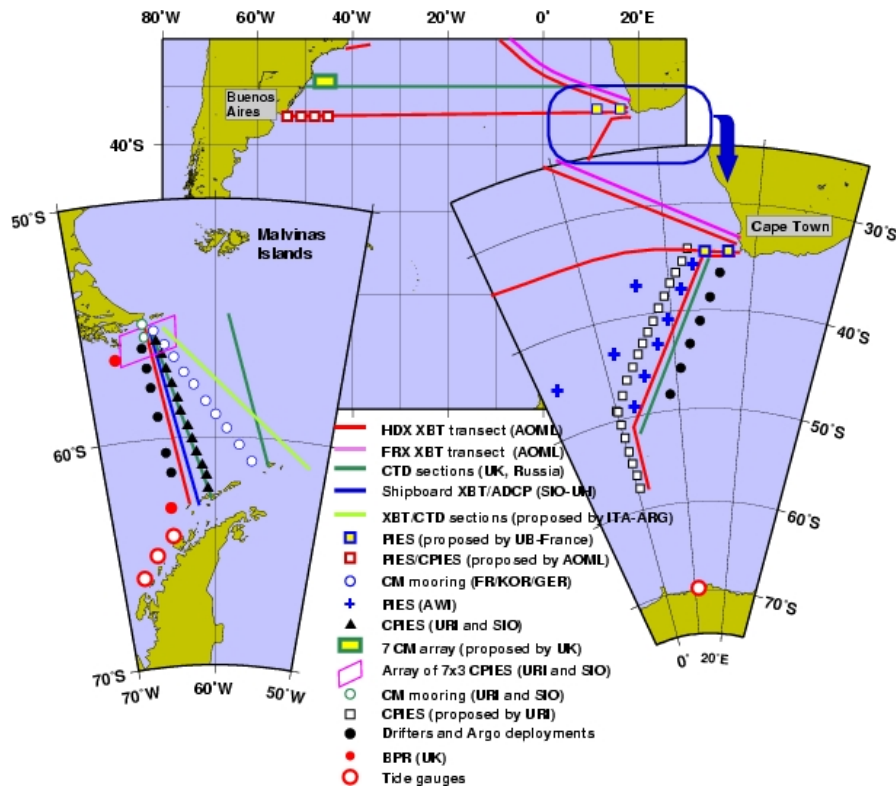 80°W 60°W 40°W 20°W 0° 20°E
Buenos
Aires
40°S
50°S
Malvinas
Islands
Cape Town
30°S
40°S
50°S
60°S
60°S
70°S
0° 20°E
70°S
70°W 60°W 50°W
HDX XBT transect (AOML)
FRX XBT transect (AOML)
CTD sections (UK, Russia)
Shipboard XBT/ADCP (SIO-UH)
XBT/CTD sections (proposed by ITA-ARG)
PIES (proposed by UB-France)
PIES/CPIES (proposed by AOML)
CM mooring (FR/KOR/GER)
PIES (AWI)
CPIES (URI and SIO)
7 CM array (proposed by UK)
Array of 7x3 CPIES (URI and SIO)
CM mooring (URI and SIO)
CPIES (proposed by URI)
Drifters and Argo deployments
BPR (UK)
Tide gauges